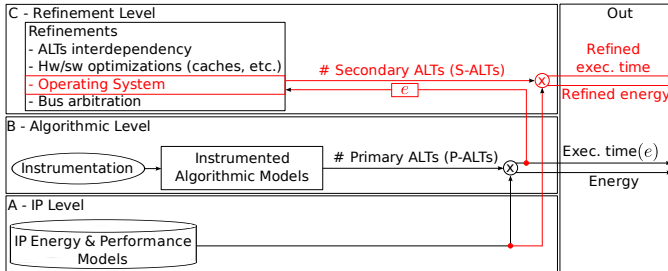 C - Refinement Level
Out
Refinements
- ALTs interdependency
- Hw/sw optimizations (caches, etc.)
- Operating System
- Bus arbitration
# Secondary ALTs (S-ALTs)
e
x
Refined
exec. time
Refined energy
B - Algorithmic Level
Instrumentation
Instrumented
Algorithmic Models
# Primary ALTs (P-ALTs)
x
Exec. time(e)
Energy
A - IP Level
IP Energy & Performance
Models